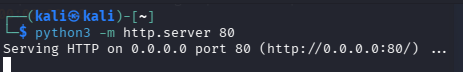 ┌──(kali㉿kali)-[~]
└─$ python3 -m http.server 80
Serving HTTP on 0.0.0.0 port 80 (http://0.0.0.0:80/) ...